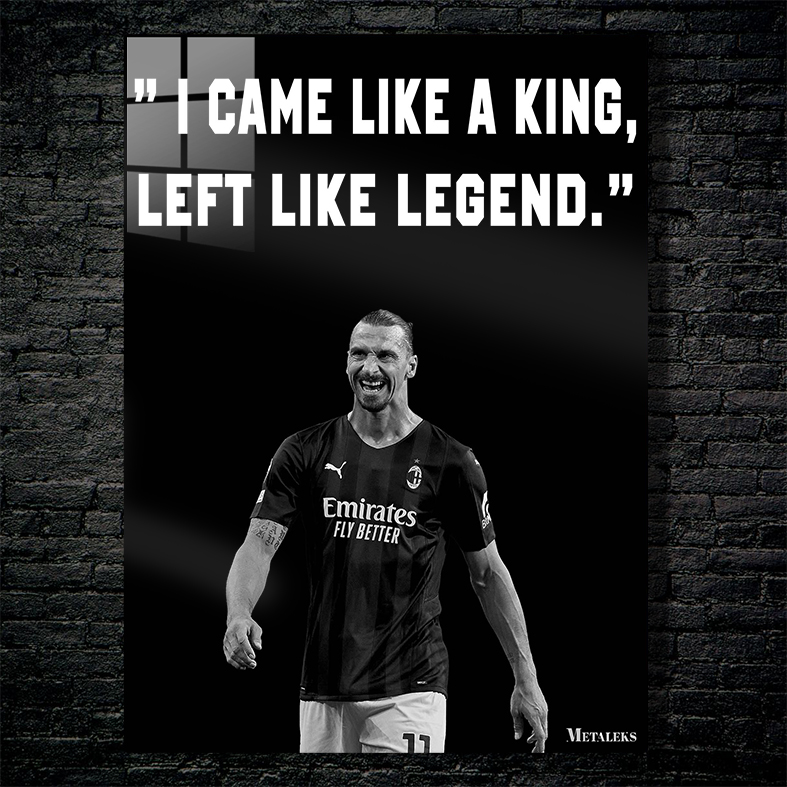 ” I CAME LIKE A KING,
LEFT LIKE LEGEND.”
Emirates
FLY BETTER
11
METALEKS